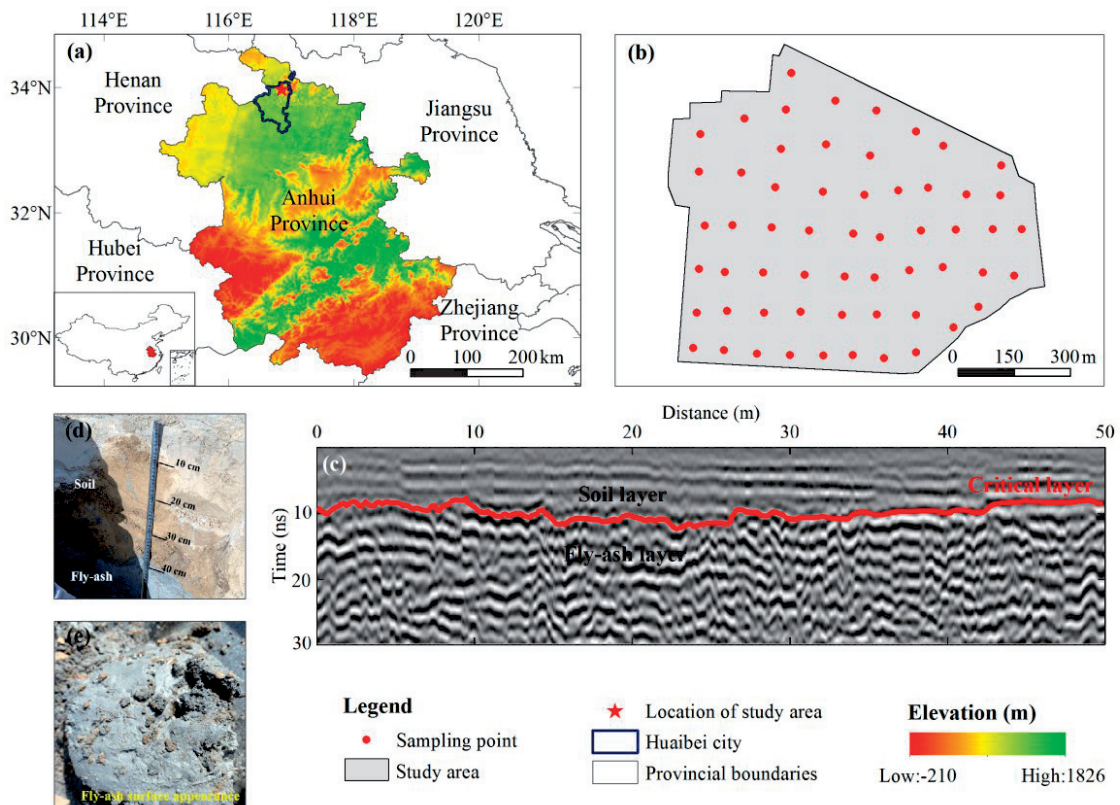 114°E 116°E 118°E 120°E
(a)
34°N
32°N
30°N
Henan
Province
Jiangsu
Province
Anhui
Province
Hubei
Province
Zhejiang
Province
0 100 200 km
(b)
0 150 300 m
(d)
10 cm
20 cm
30 cm
40 cm
Soil
Fly-ash
(e)
Fly-ash surface appearance
Distance (m)
0 10 20 30 40 50
(c)
Soil layer
Critical layer
Fly-ash layer
Time (ns)
10
20
30
Legend
Sampling point
Study area
Location of study area
Huaibei city
Provincial boundaries
Elevation (m)
Low:-210 High:1826